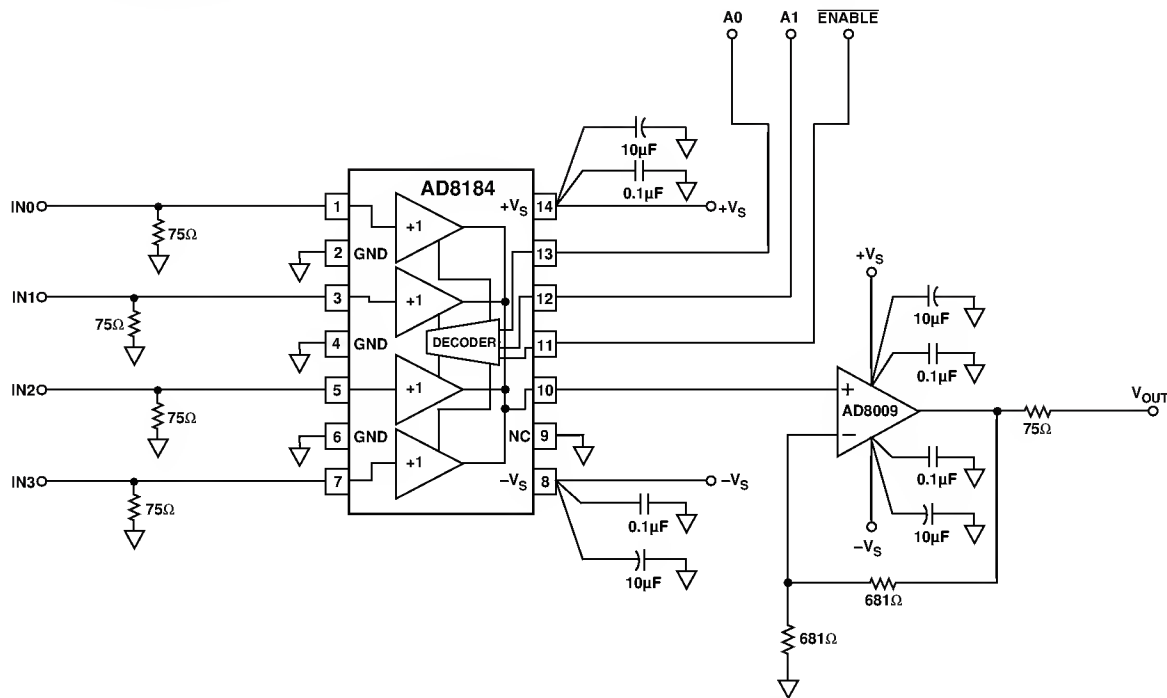 A0
A1
ENABLE
10µF
0.1µF
+VS
AD8184
+VS
14
IN0
1
+1
75Ω
2
GND
13
IN1
3
+1
12
75Ω
DECODER
4
GND
11
IN2
5
+1
10
75Ω
6
GND
NC
9
IN3
7
+1
−VS
8
−VS
75Ω
0.1µF
10µF
+VS
10µF
0.1µF
+
AD8009
−
VOUT
75Ω
0.1µF
10µF
−VS
681Ω
681Ω